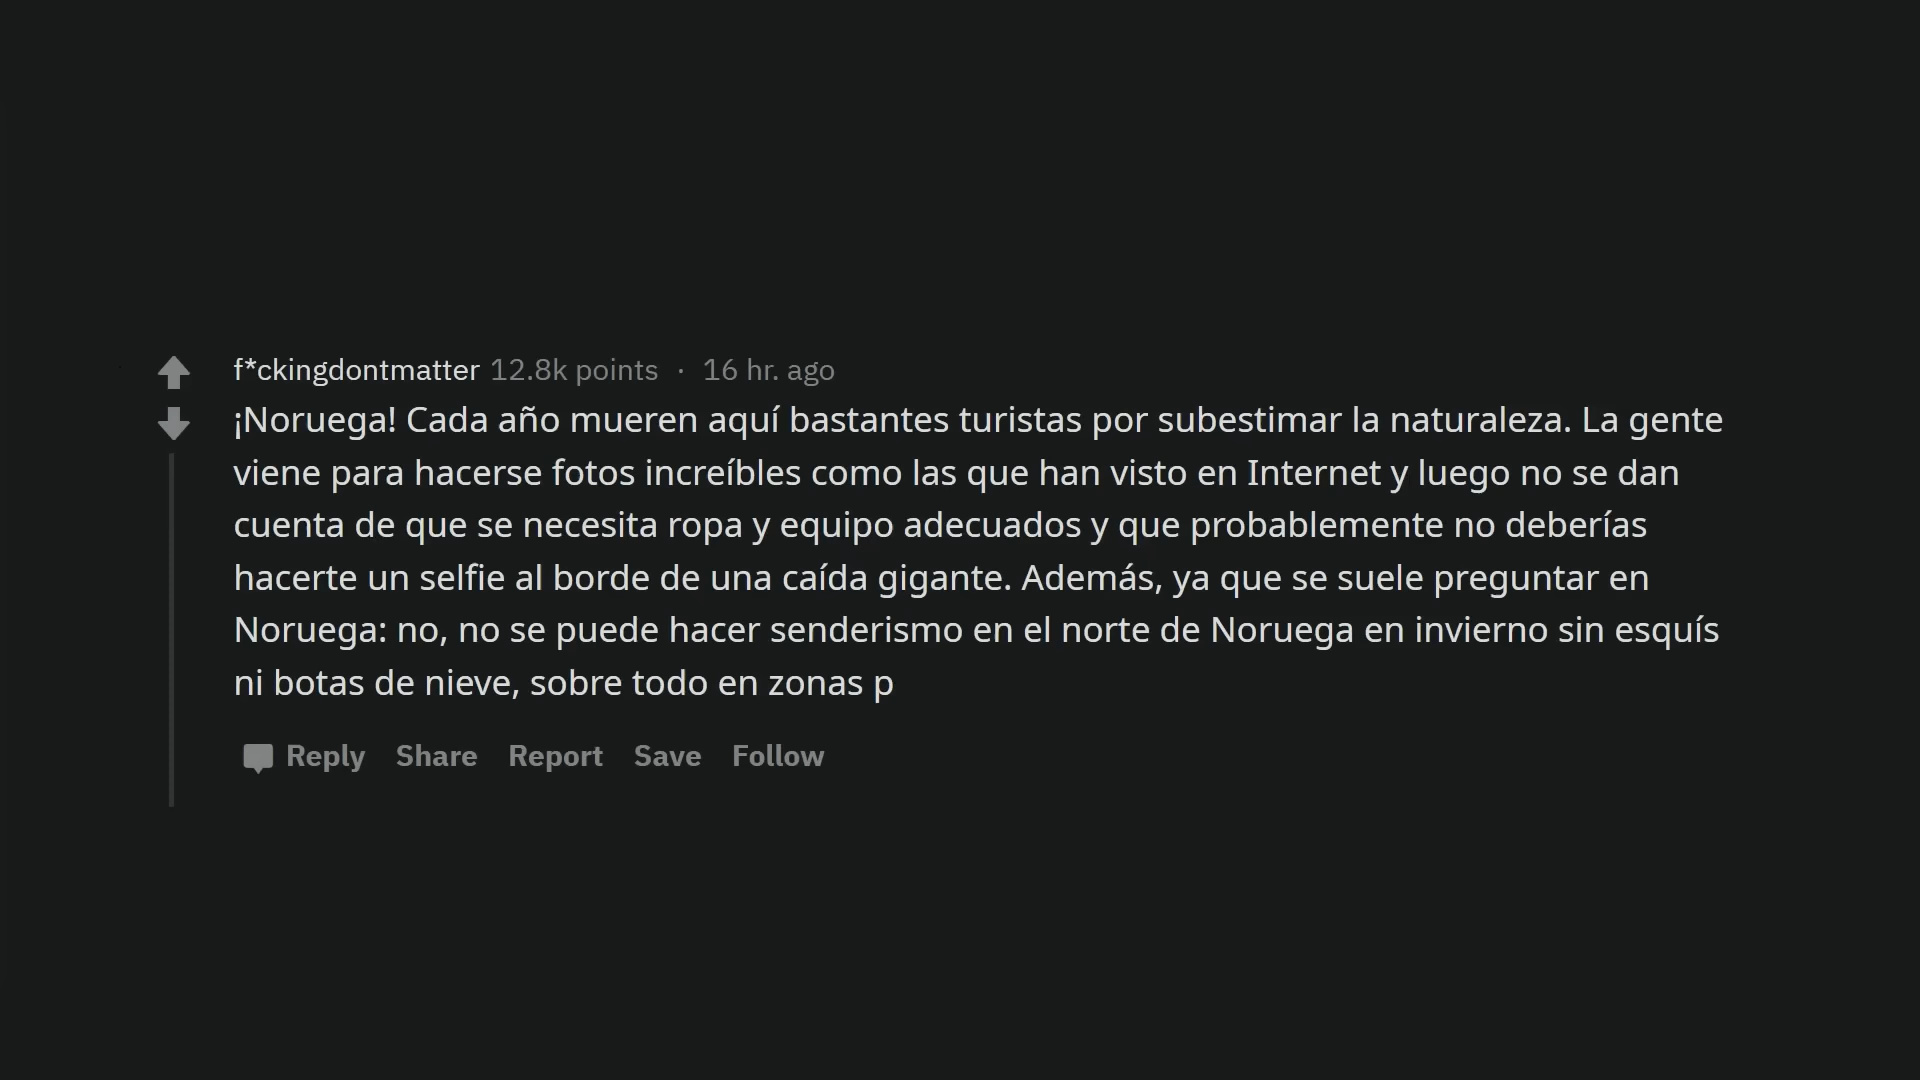 f*ckingdontmatter 12.8k points · 16 hr. ago
¡Noruega! Cada año mueren aquí bastantes turistas por subestimar la naturaleza. La gente
viene para hacerse fotos increíbles como las que han visto en Internet y luego no se dan
cuenta de que se necesita ropa y equipo adecuados y que probablemente no deberías
hacerte un selfie al borde de una caída gigante. Además, ya que se suele preguntar en
Noruega: no, no se puede hacer senderismo en el norte de Noruega en invierno sin esquís
ni botas de nieve, sobre todo en zonas p
Reply Share Report Save Follow